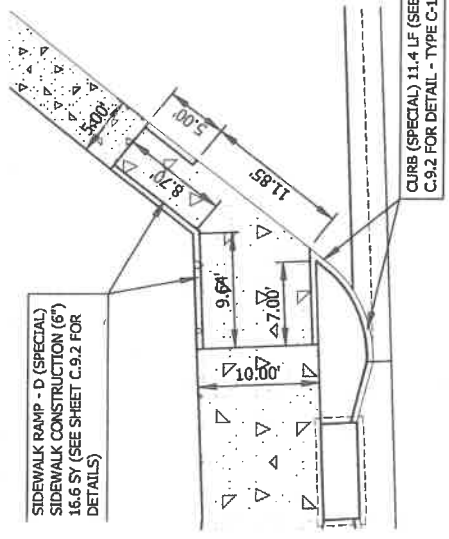 SIDEWALK RAMP - D (SPECIAL)
SIDEWALK CONSTRUCTION (6")
16.6 SY (SEE SHEET C.9.2 FOR
DETAILS)
5.00'
8.70'
5.00'
11.85'
9.64'
7.00'
10.00'
CURB (SPECIAL) 11.4 LF (SEE
C.9.2 FOR DETAIL - TYPE C-1